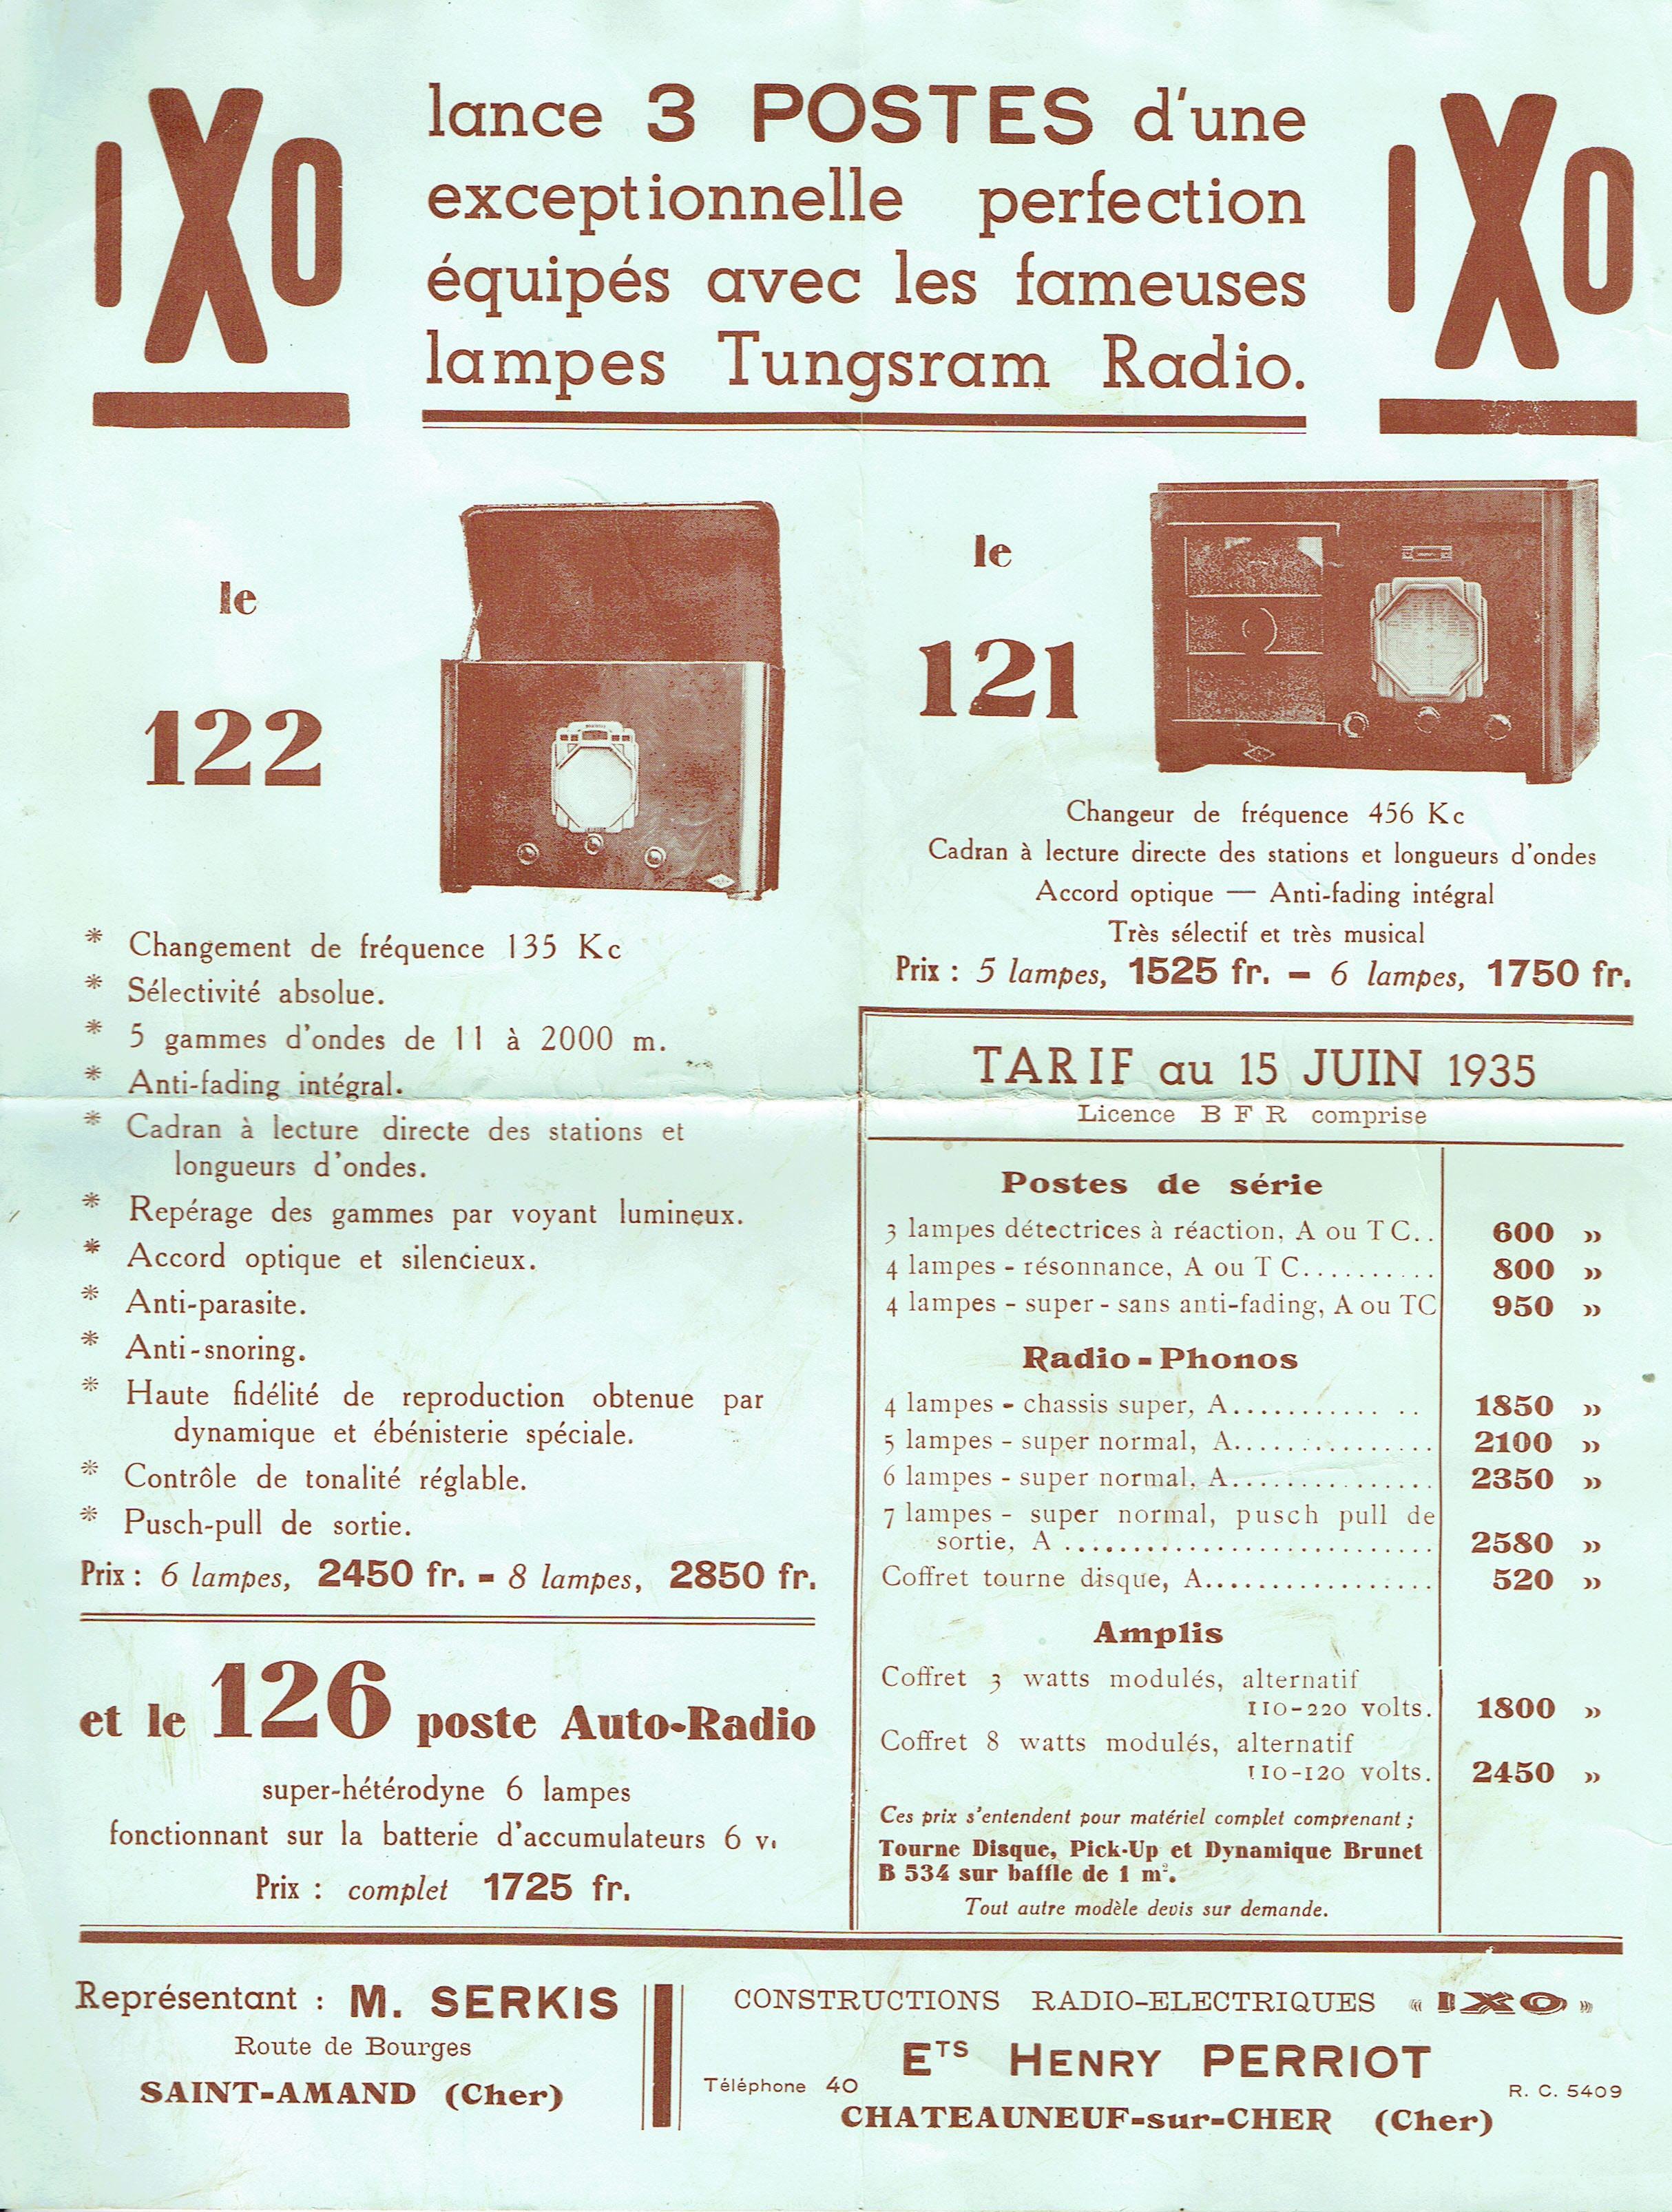 IXO
lance 3 POSTES d'une
exceptionnelle perfection
équipés avec les fameuses
lampes Tungsram Radio.
IXO
le
122
* Changement de fréquence 135 Kc
* Sélectivité absolue.
* 5 gammes d'ondes de 11 à 2000 m.
* Anti-fading intégral.
* Cadran à lecture directe des stations et
longueurs d'ondes.
* Repérage des gammes par voyant lumineux.
* Accord optique et silencieux.
* Anti-parasite.
* Anti-snoring.
* Haute fidélité de reproduction obtenue par
dynamique et ébénisterie spéciale.
* Contrôle de tonalité réglable.
* Pusch-pull de sortie.
Prix : 6 lampes, 2450 fr. - 8 lampes, 2850 fr.
et le 126 poste Auto-Radio
super-hétérodyne 6 lampes
fonctionnant sur la batterie d'accumulateurs 6 v.
Prix : complet 1725 fr.
le
121
Changeur de fréquence 456 Kc
Cadran à lecture directe des stations et longueurs d'ondes
Accord optique — Anti-fading intégral
Très sélectif et très musical
Prix : 5 lampes, 1525 fr. - 6 lampes, 1750 fr.
TARIF au 15 JUIN 1935
Licence B F R comprise
Postes de série
3 lampes détectrices à réaction, A ou T C.. 600 »
4 lampes - résonnance, A ou T C.......... 800 »
4 lampes - super - sans anti-fading, A ou TC 950 »
Radio - Phonos
4 lampes - chassis super, A............ .. 1850 »
5 lampes - super normal, A............... 2100 »
6 lampes - super normal, A............... 2350 »
7 lampes - super normal, pusch pull de
sortie, A ............................ 2580 »
Coffret tourne disque, A................. 520 »
Amplis
Coffret 3 watts modulés, alternatif
110-220 volts. 1800 »
Coffret 8 watts modulés, alternatif
110-120 volts. 2450 »
Ces prix s'entendent pour matériel complet comprenant ;
Tourne Disque, Pick-Up et Dynamique Brunet
B 534 sur baffle de 1 m².
Tout autre modèle devis sur demande.
Représentant : M. SERKIS
Route de Bourges
SAINT-AMAND (Cher)
CONSTRUCTIONS RADIO-ELECTRIQUES « IXO »
ETS HENRY PERRIOT
Téléphone 40
R. C. 5409
CHATEAUNEUF-sur-CHER (Cher)